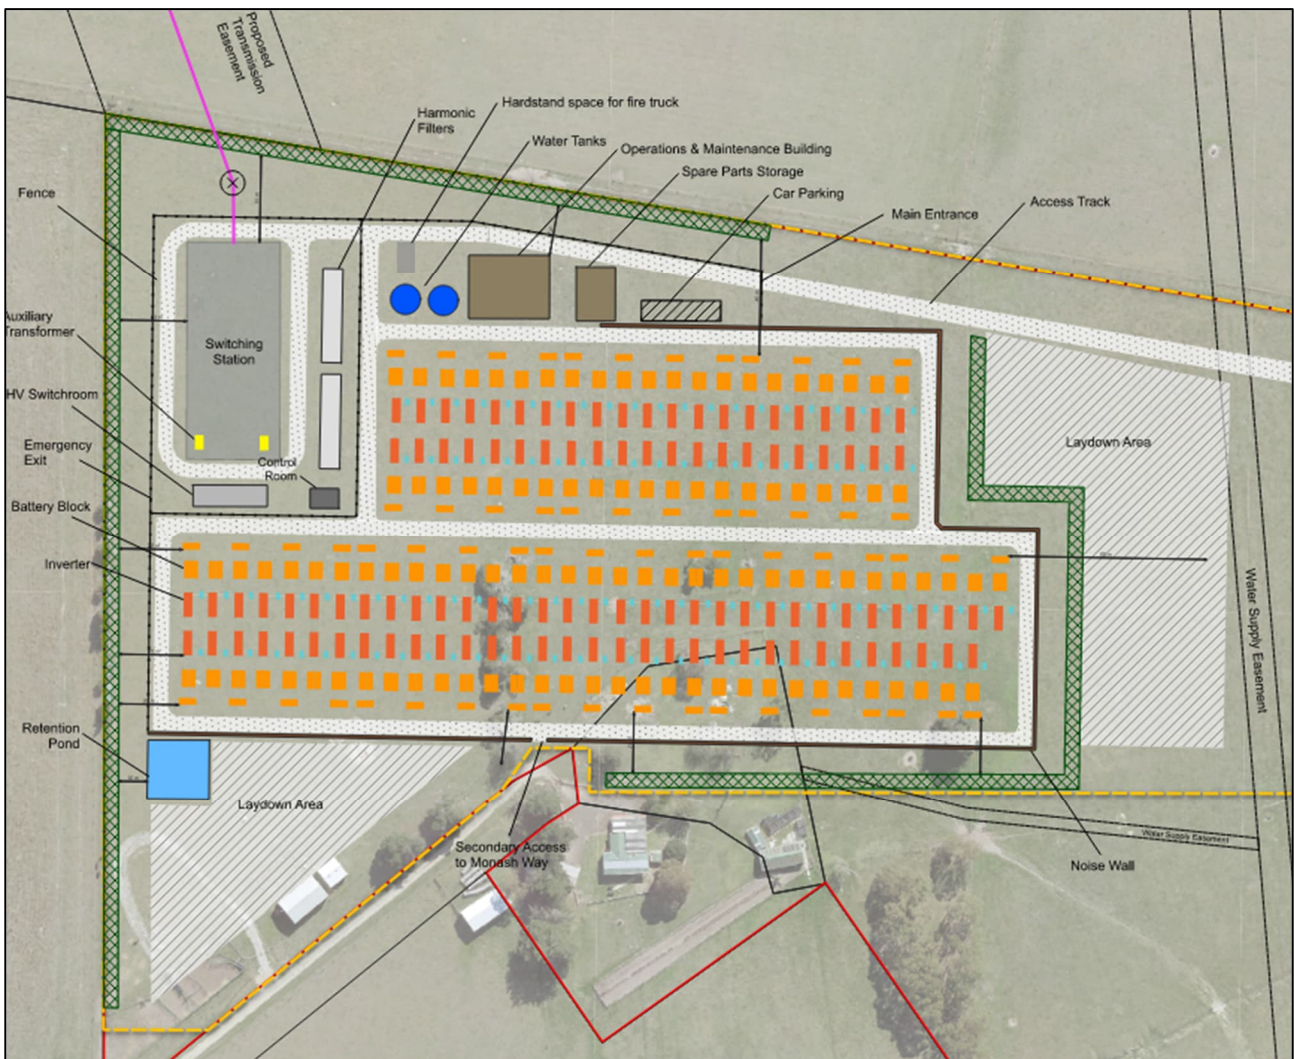 Proposed
Transmission
Easement
Harmonic
Filters
Hardstand space for fire truck
Water Tanks
Operations & Maintenance Building
Spare Parts Storage
Car Parking
Main Entrance
Access Track
Fence
Auxiliary
Transformer
Switching
Station
HV Switchroom
Emergency
Exit
Control
Room
Laydown Area
Battery Block
Inverter
Water Supply Easement
Retention
Pond
Laydown Area
Secondary Access
to Monash Way
Water Supply Easement
Noise Wall